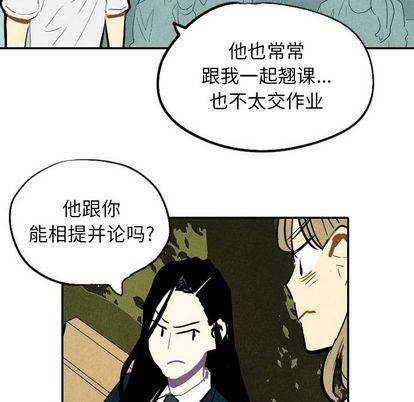 他也常常
跟我一起翘课...
也不太交作业
他跟你
能相提并论吗?